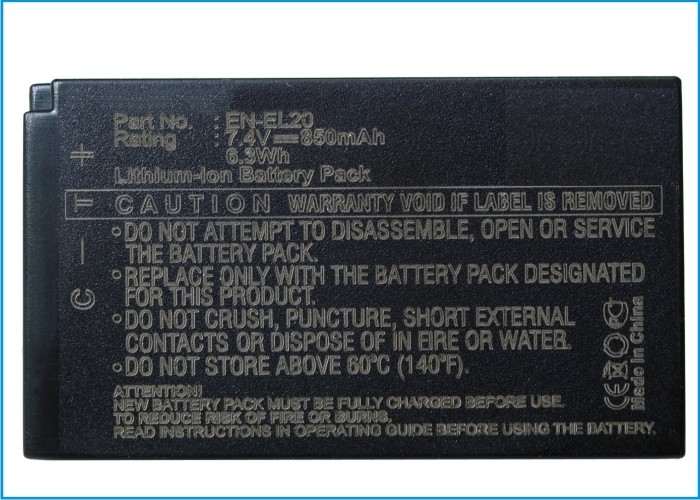 Part No. : EN-EL20
Rating : 7.4V⎓850mAh
: 6.3Wh
Lithium-Ion Battery Pack
+ T − C
CAUTION WARRANTY VOID IF LABEL IS REMOVED
°DO NOT ATTEMPT TO DISASSEMBLE, OPEN OR SERVICE
THE BATTERY PACK.
°REPLACE ONLY WITH THE BATTERY PACK DESIGNATED
FOR THIS PRODUCT.
°DO NOT CRUSH, PUNCTURE, SHORT EXTERNAL
CONTACTS OR DISPOSE OF IN EIRE OR WATER.
°DO NOT STORE ABOVE 60°C (140°F).
ATTENTION:
NEW BATTERY PACK MUST BE FULLY CHARGED BEFORE USE
TO REDUCE RISK OF FIRE OR BURNS.
READ INSTRUCTIONS IN OPERATING GUIDE BEFORE USING THE BATTERY.
CE
Made In China